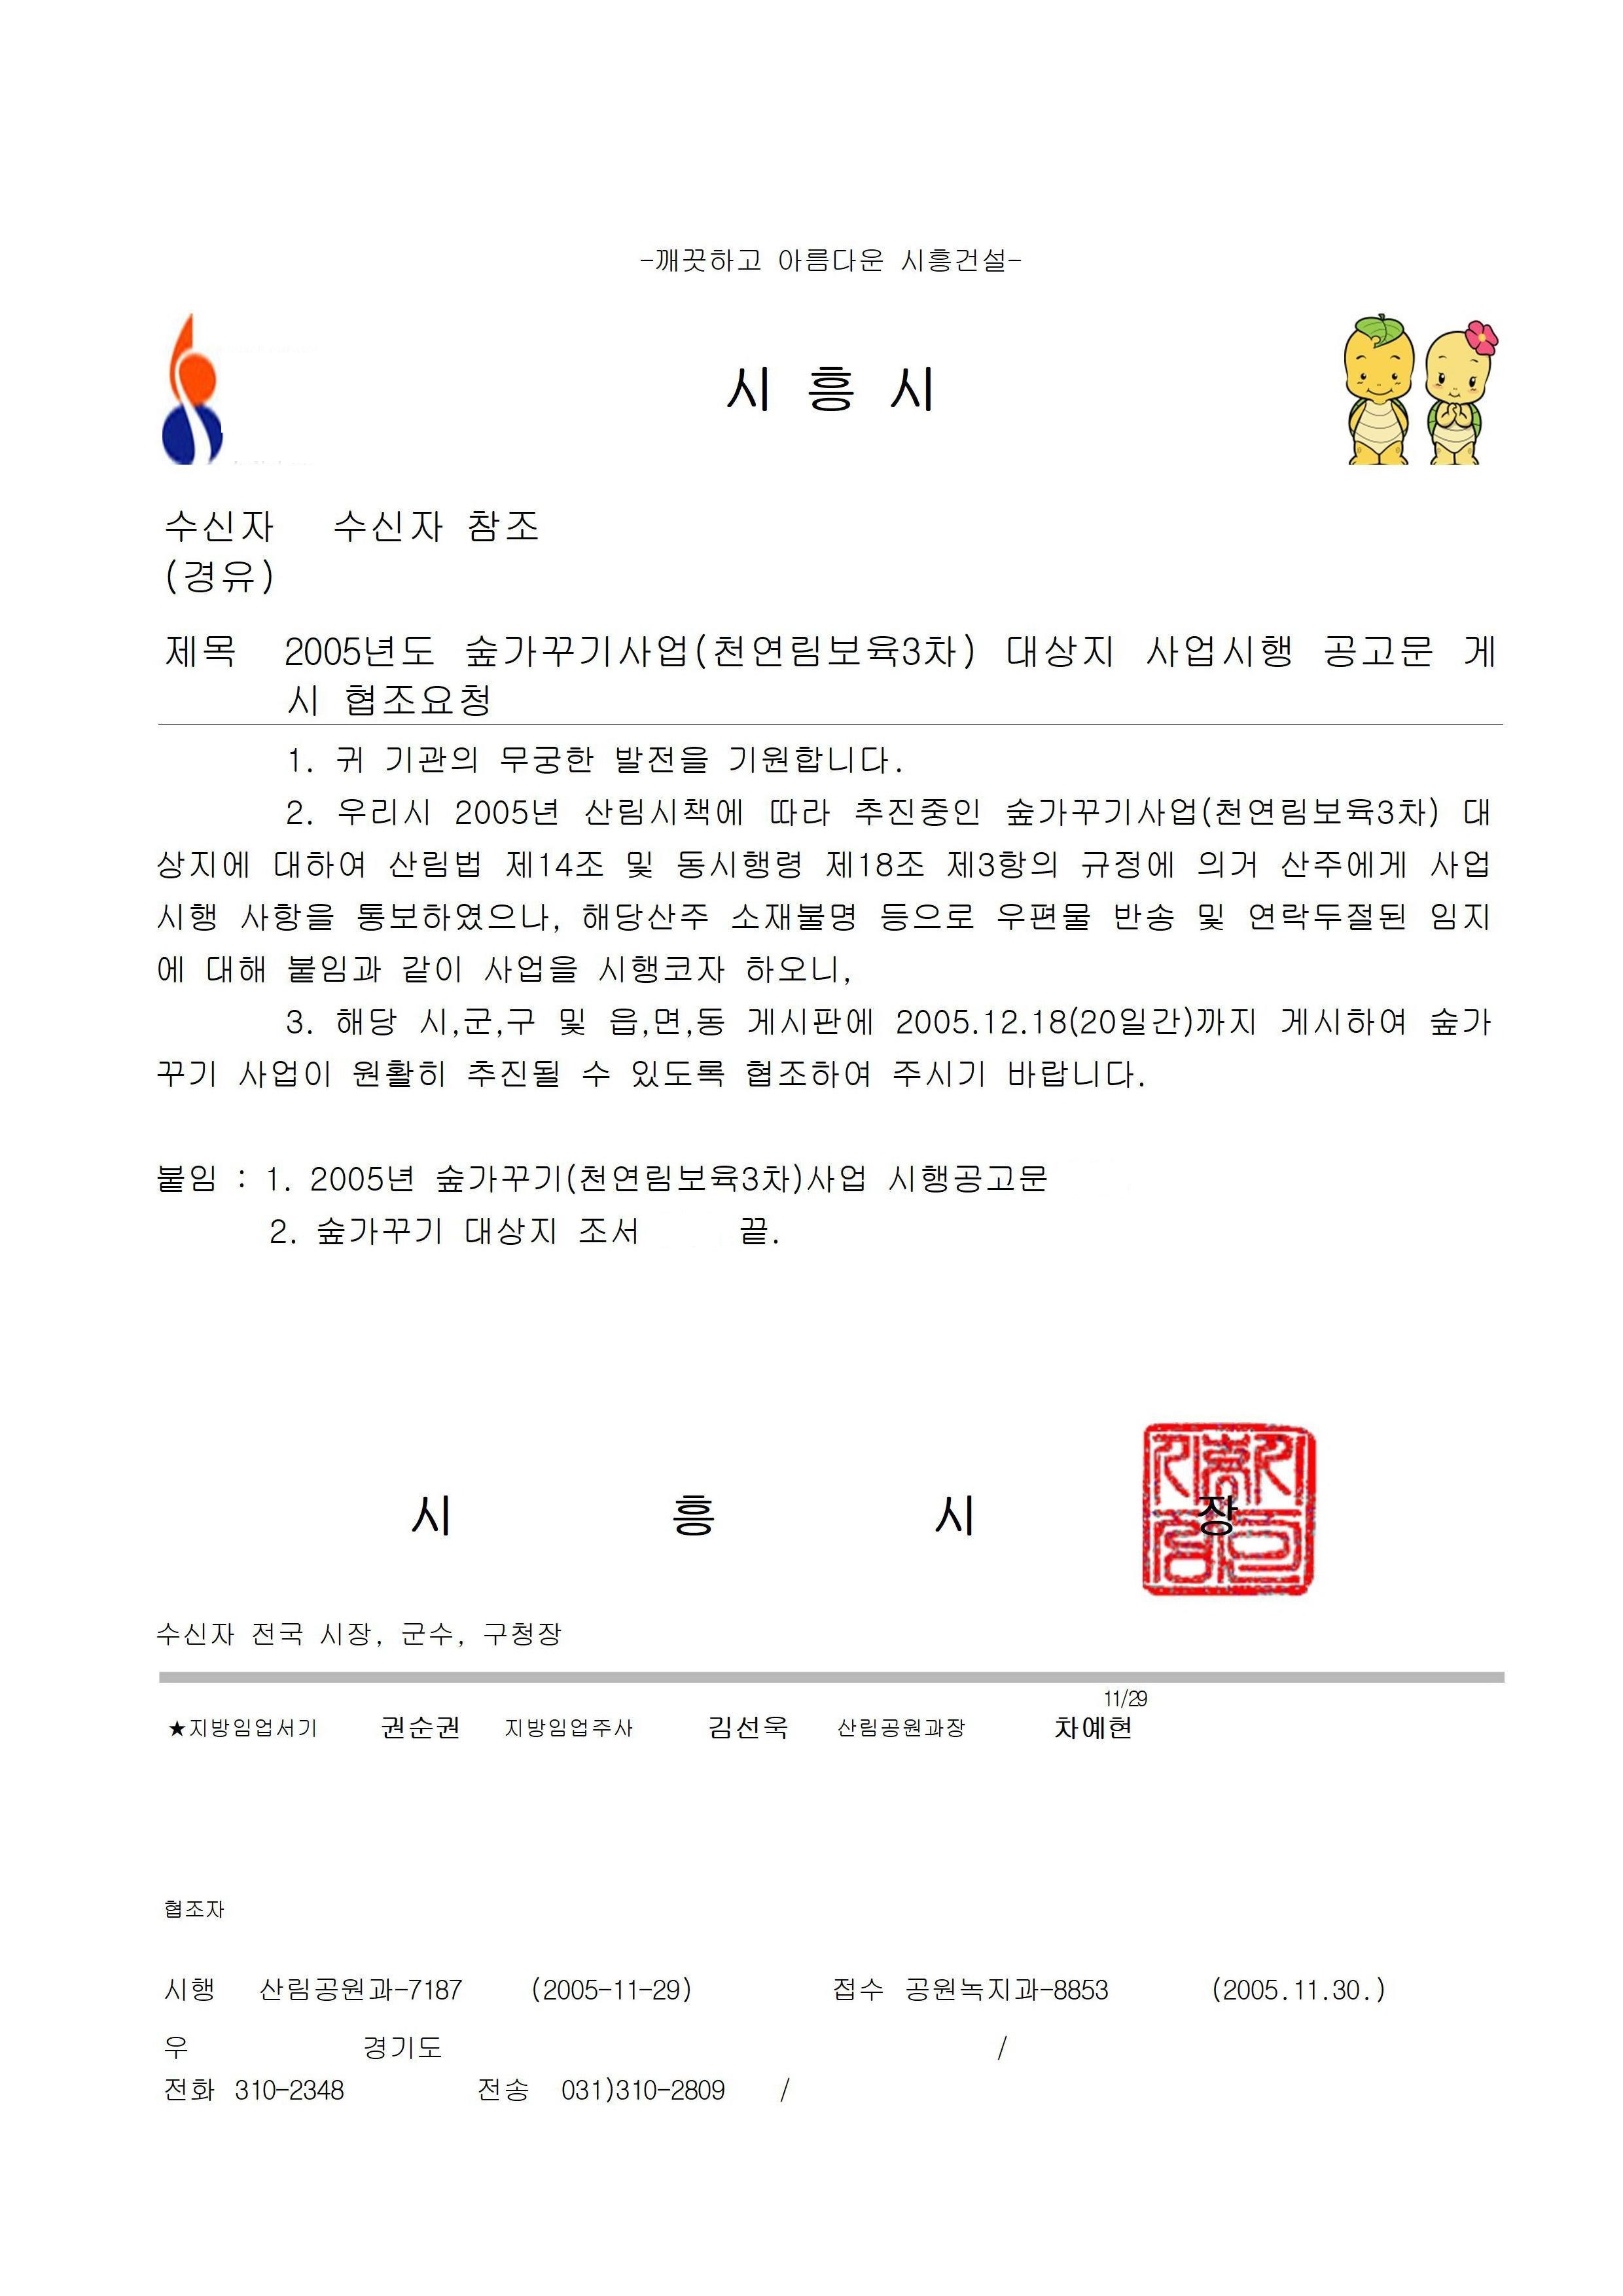 -깨끗하고 아름다운 시흥건설-
시 흥 시
수신자 수신자 참조
(경유)
제목 2005년도 숲가꾸기사업(천연림보육3차) 대상지 사업시행 공고문 게
시 협조요청
1. 귀 기관의 무궁한 발전을 기원합니다.
2. 우리시 2005년 산림시책에 따라 추진중인 숲가꾸기사업(천연림보육3차) 대
상지에 대하여 산림법 제14조 및 동시행령 제18조 제3항의 규정에 의거 산주에게 사업
시행 사항을 통보하였으나, 해당산주 소재불명 등으로 우편물 반송 및 연락두절된 임지
에 대해 붙임과 같이 사업을 시행코자 하오니,
3. 해당 시,군,구 및 읍,면,동 게시판에 2005.12.18(20일간)까지 게시하여 숲가
꾸기 사업이 원활히 추진될 수 있도록 협조하여 주시기 바랍니다.
붙임 : 1. 2005년 숲가꾸기(천연림보육3차)사업 시행공고문
2. 숲가꾸기 대상지 조서 끝.
시 흥 시 장
수신자 전국 시장, 군수, 구청장
11/29
★지방임업서기 권순권 지방임업주사 김선욱 산림공원과장 차예현
협조자
시행 산림공원과-7187 (2005-11-29) 접수 공원녹지과-8853 (2005.11.30.)
우 경기도 /
전화 310-2348 전송 031)310-2809 /